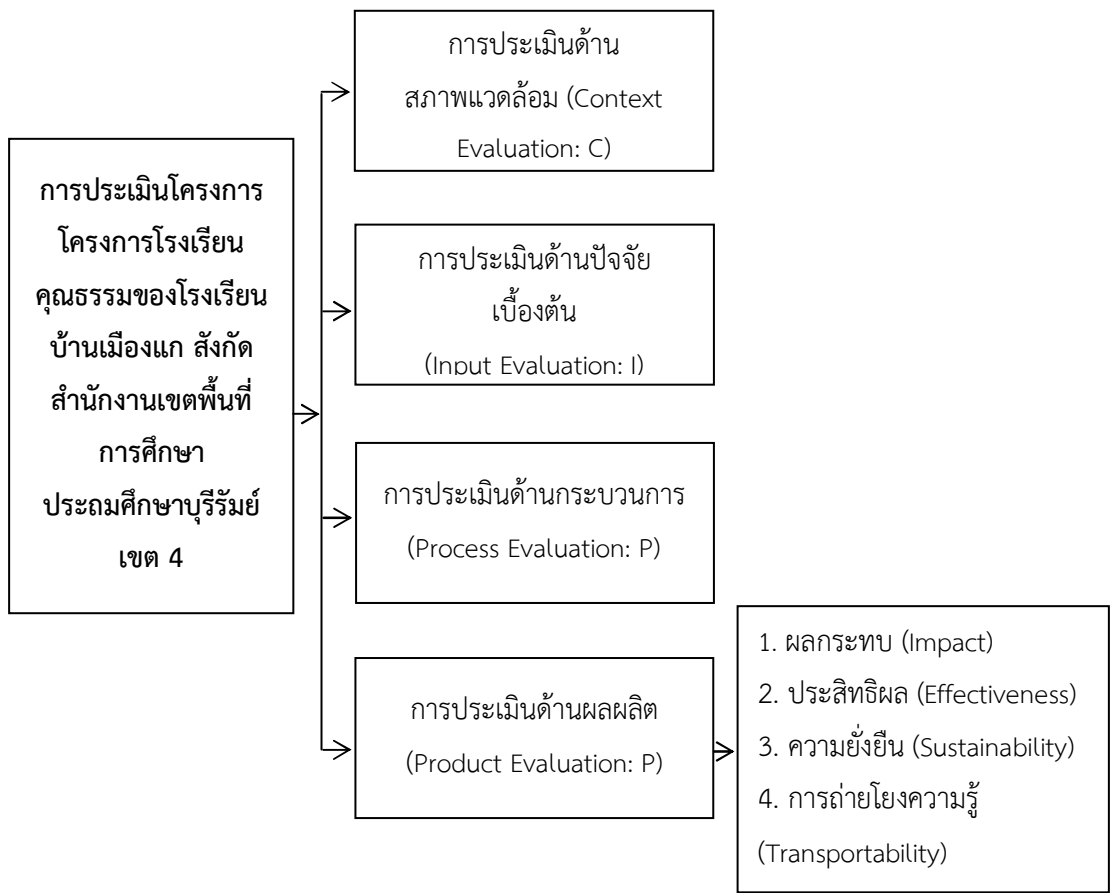 การประเมินโครงการ
โครงการโรงเรียน
คุณธรรมของโรงเรียน
บ้านเมืองแก สังกัด
สำนักงานเขตพื้นที่
การศึกษา
ประถมศึกษาบุรีรัมย์
เขต 4
การประเมินด้าน
สภาพแวดล้อม (Context
Evaluation: C)
การประเมินด้านปัจจัย
เบื้องต้น
(Input Evaluation: I)
การประเมินด้านกระบวนการ
(Process Evaluation: P)
การประเมินด้านผลผลิต
(Product Evaluation: P)
1. ผลกระทบ (Impact)
2. ประสิทธิผล (Effectiveness)
3. ความยั่งยืน (Sustainability)
4. การถ่ายโยงความรู้
(Transportability)